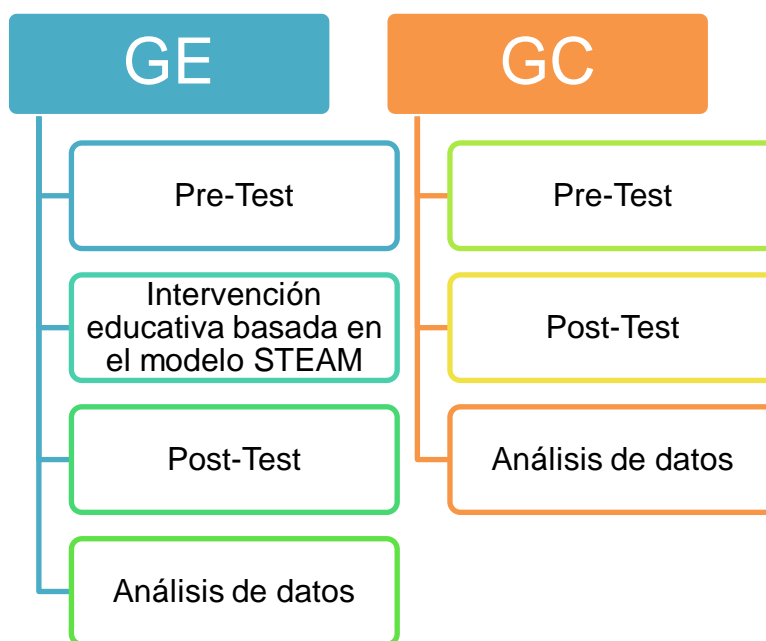 GE
Pre-Test
Intervención
educativa basada en
el modelo STEAM
Post-Test
Análisis de datos
GC
Pre-Test
Post-Test
Análisis de datos